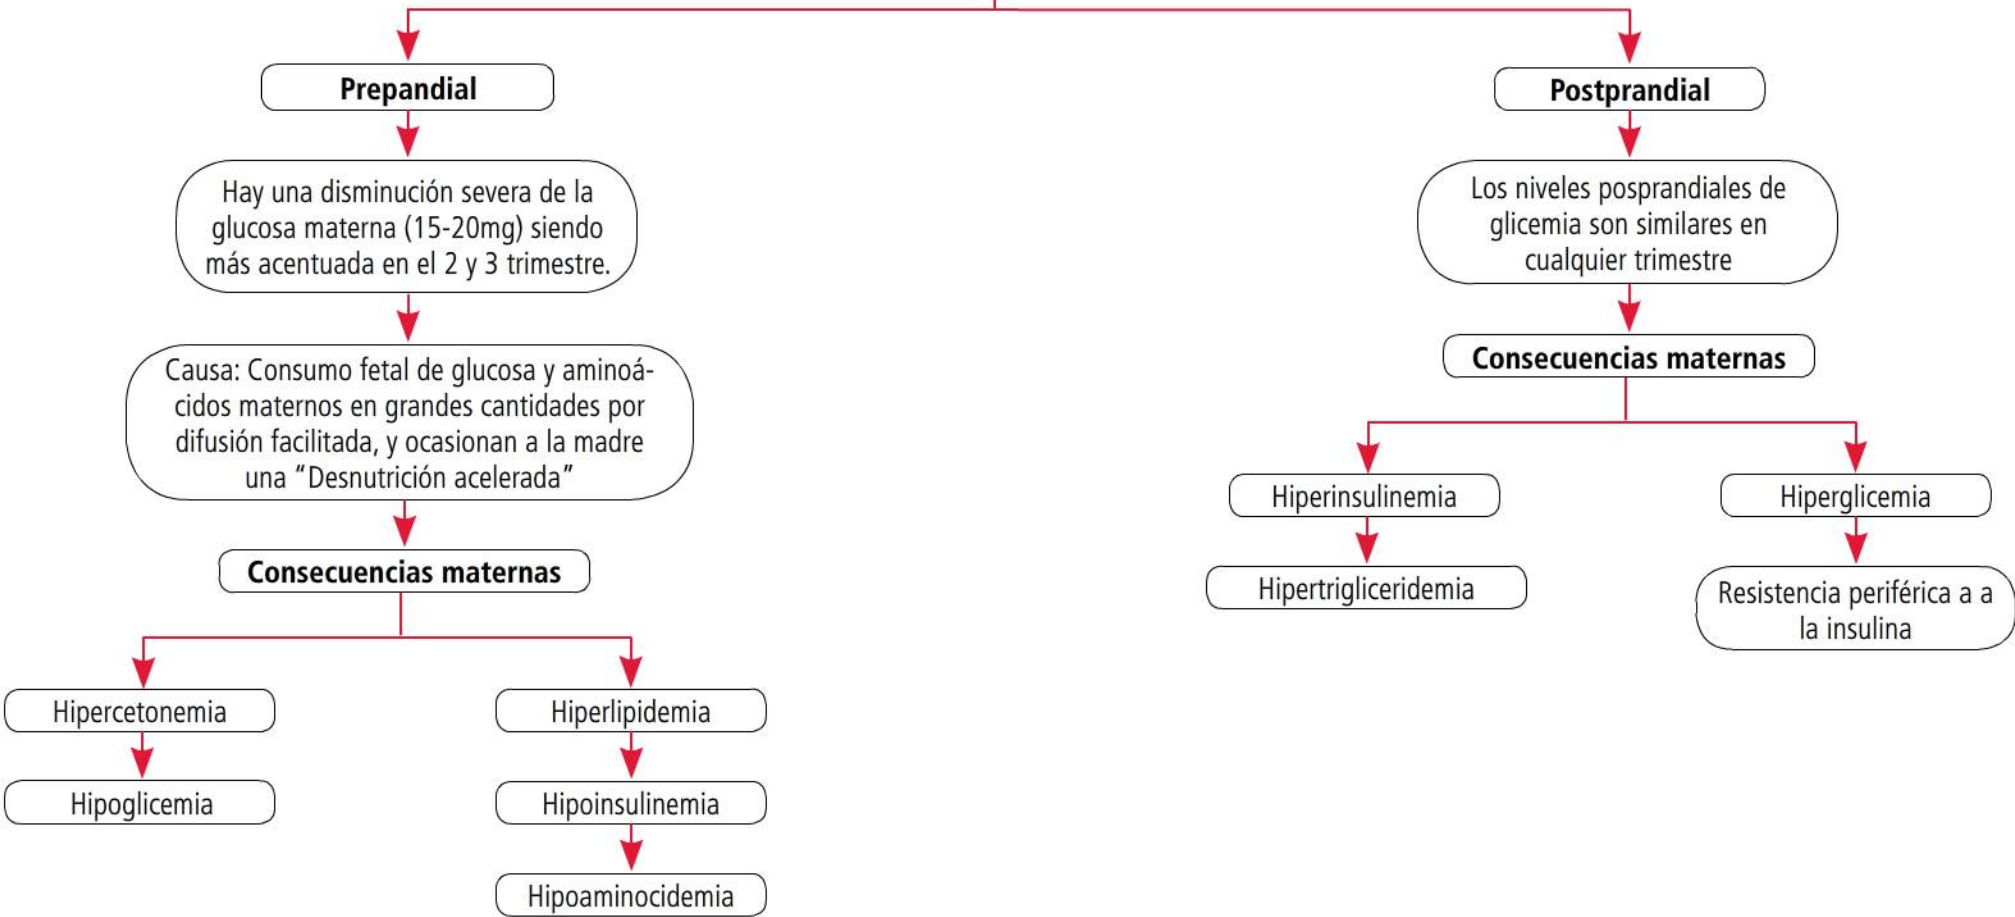 Prepandial
Hay una disminución severa de la
glucosa materna (15-20mg) siendo
más acentuada en el 2 y 3 trimestre.
Causa: Consumo fetal de glucosa y aminoá-
cidos maternos en grandes cantidades por
difusión facilitada, y ocasionan a la madre
una “Desnutrición acelerada”
Consecuencias maternas
Hipercetonemia
Hipoglicemia
Hiperlipidemia
Hipoinsulinemia
Hipoaminocidemia
Postprandial
Los niveles posprandiales de
glicemia son similares en
cualquier trimestre
Consecuencias maternas
Hiperinsulinemia
Hipertrigliceridemia
Hiperglicemia
Resistencia periférica a a
la insulina